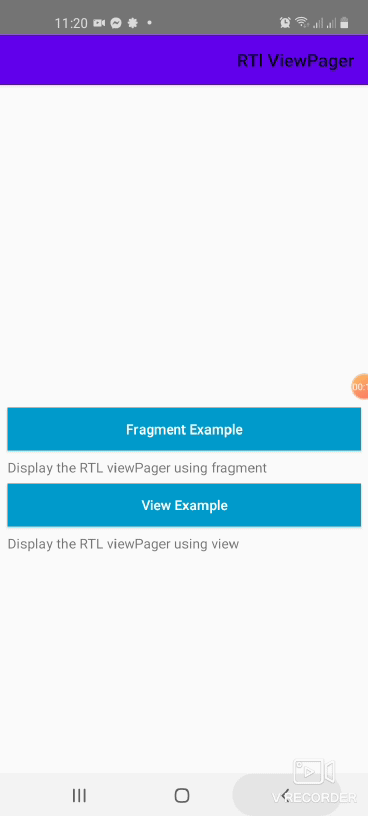 11:20
RTl ViewPager
00:1
Fragment Example
Display the RTL viewPager using fragment
View Example
Display the RTL viewPager using view
V RECORDER